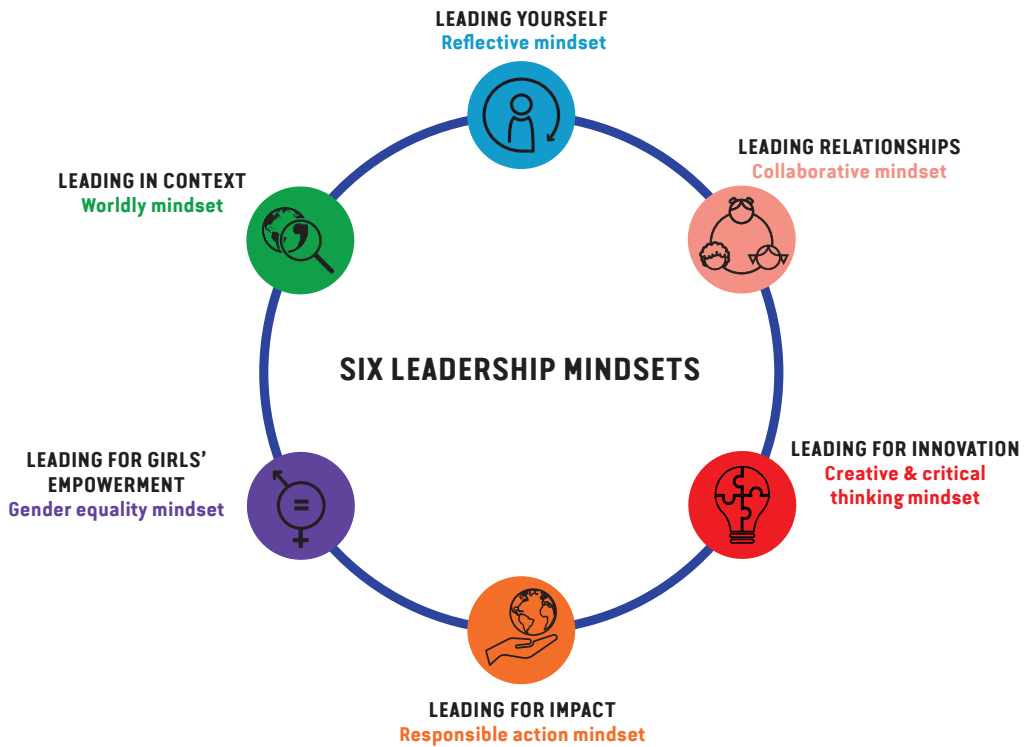 LEADING YOURSELF
Reflective mindset
LEADING RELATIONSHIPS
Collaborative mindset
LEADING IN CONTEXT
Worldly mindset
SIX LEADERSHIP MINDSETS
LEADING FOR INNOVATION
Creative & critical
thinking mindset
LEADING FOR GIRLS'
EMPOWERMENT
Gender equality mindset
LEADING FOR IMPACT
Responsible action mindset